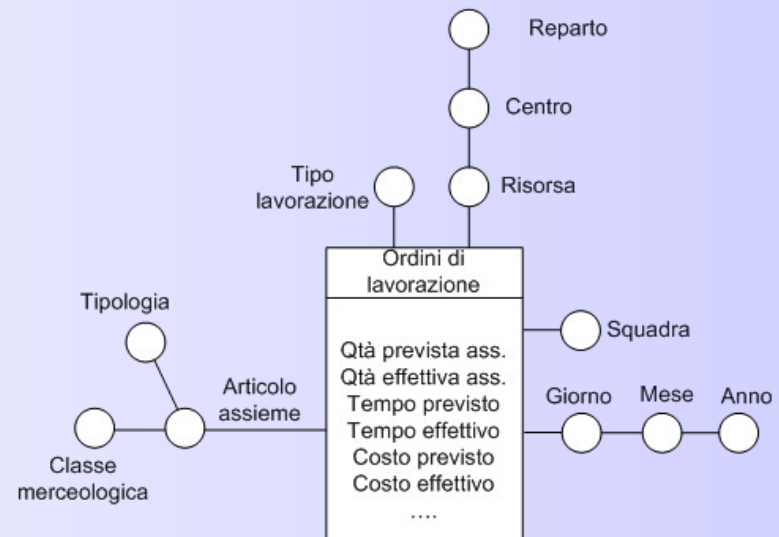 Reparto
Centro
Tipo
lavorazione
Risorsa
Ordini di
lavorazione
Tipologia
Squadra
Qtà prevista ass.
Qtà effettiva ass.
Tempo previsto
Tempo effettivo
Costo previsto
Costo effettivo
....
Articolo
assieme
Giorno
Mese
Anno
Classe
merceologica